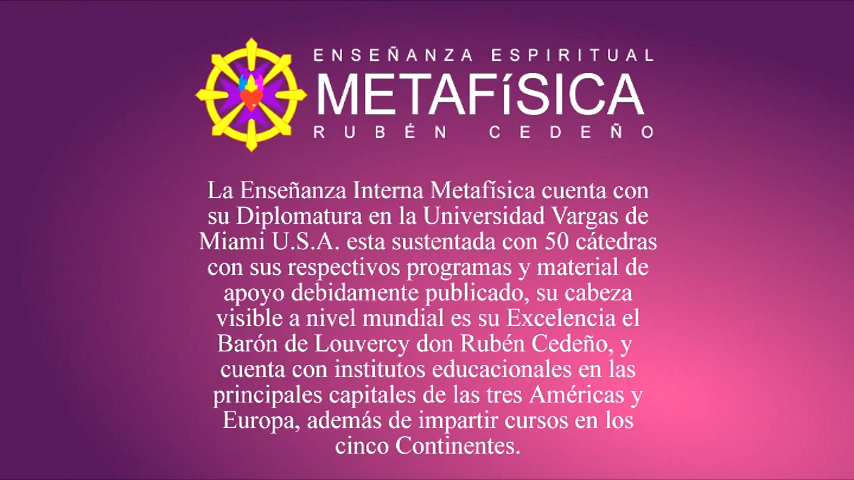 ENSEÑANZA ESPIRITUAL
METAFíSICA
RUBÉN CEDEÑO
La Enseñanza Interna Metafísica cuenta con
su Diplomatura en la Universidad Vargas de
Miami U.S.A. esta sustentada con 50 cátedras
con sus respectivos programas y material de
apoyo debidamente publicado, su cabeza
visible a nivel mundial es su Excelencia el
Barón de Louvercy don Rubén Cedeño, y
cuenta con institutos educacionales en las
principales capitales de las tres Américas y
Europa, además de impartir cursos en los
cinco Continentes.